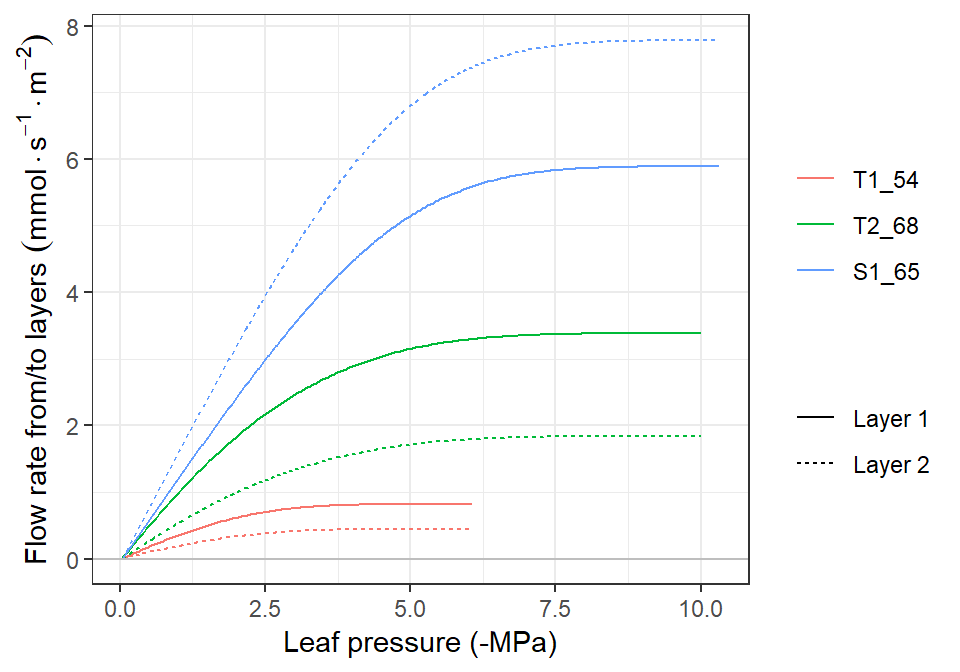 Flow rate from/to layers (mmol · s⁻¹ · m⁻²)
8
6
4
2
0
0.0 2.5 5.0 7.5 10.0
Leaf pressure (-MPa)
T1_54
T2_68
S1_65
Layer 1
Layer 2